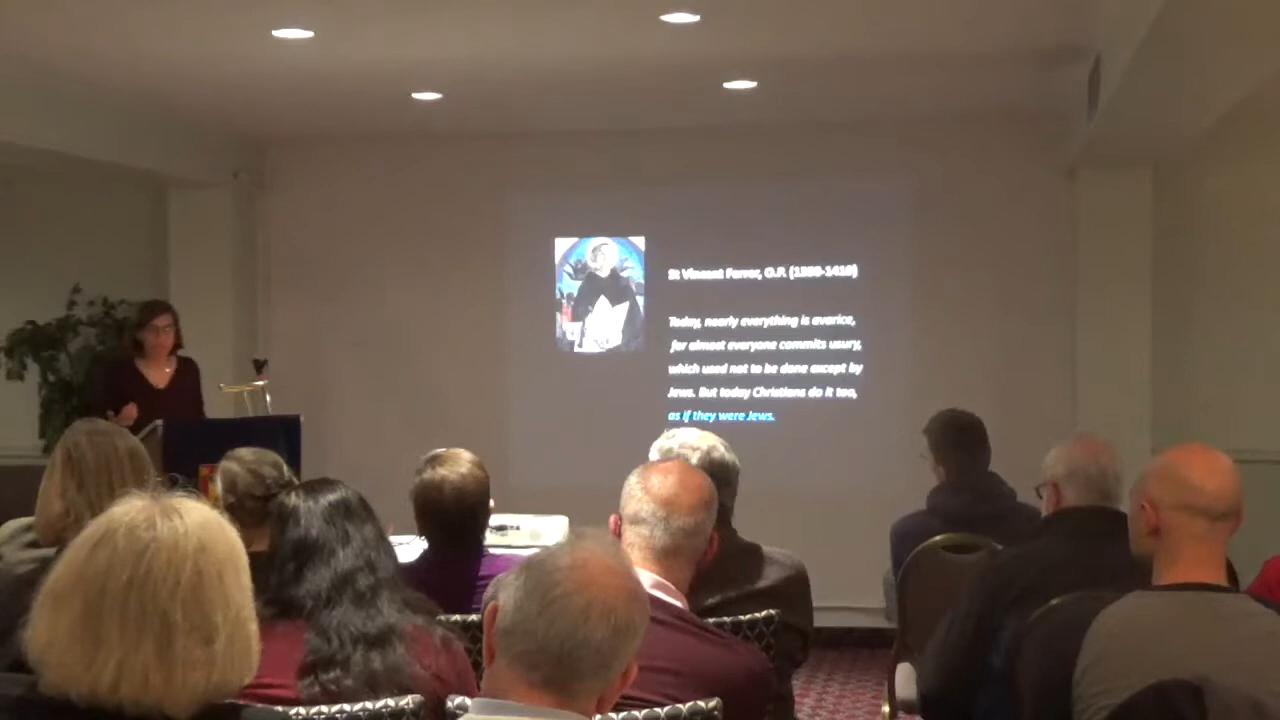 St Vincent Ferrer, O.P. (1350-1419)
Today, nearly everything is avarice,
for almost everyone commits usury,
which used not to be done except by
Jews. But today Christians do it too,
as if they were Jews.